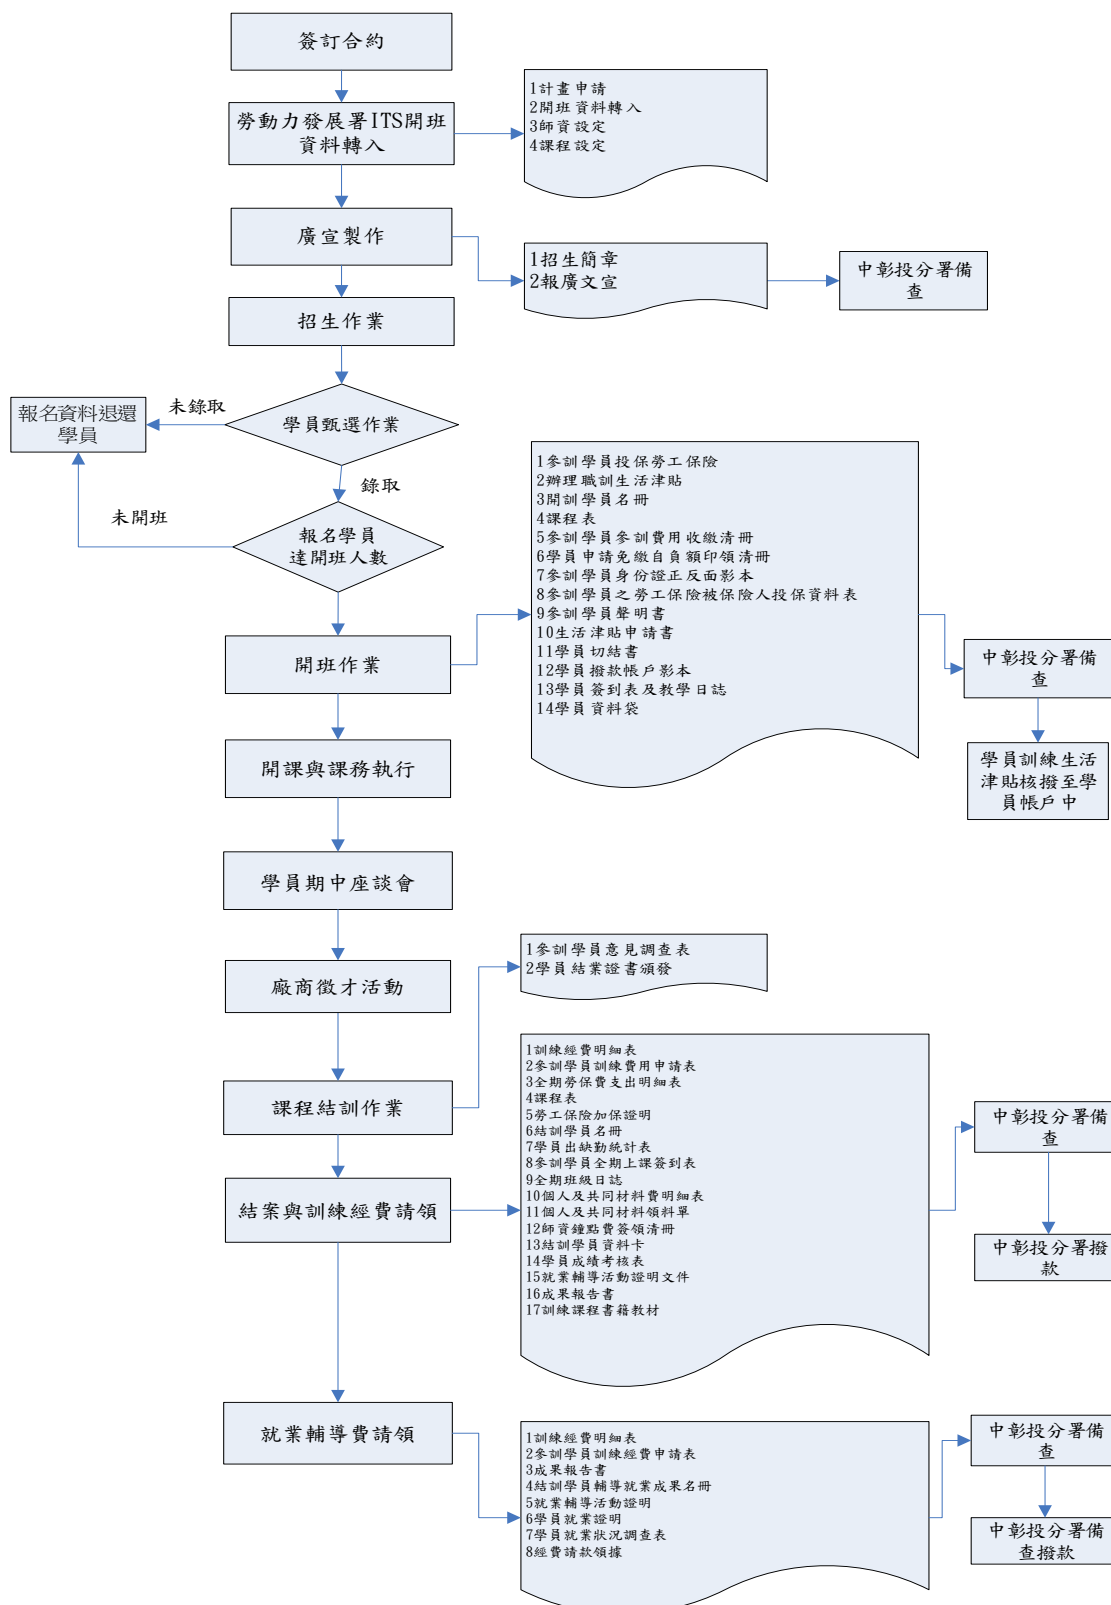 簽訂合約
勞動力發展署ITS開班
資料轉入
1計畫申請
2開班資料轉入
3師資設定
4課程設定
廣宣製作
1招生簡章
2報廣文宣
中彰投分署備
查
招生作業
學員甄選作業
未錄取
報名資料退還
學員
錄取
報名學員
達開班人數
未開班
開班作業
1參訓學員投保勞工保險
2辦理職訓生活津貼
3開訓學員名冊
4課程表
5參訓學員參訓費用收繳清冊
6學員申請免繳自負額印領清冊
7參訓學員身份證正反面影本
8參訓學員之勞工保險被保險人投保資料表
9參訓學員聲明書
10生活津貼申請書
11學員切結書
12學員撥款帳戶影本
13學員簽到表及教學日誌
14學員資料袋
中彰投分署備
查
學員訓練生活
津貼核撥至學
員帳戶中
開課與課務執行
學員期中座談會
廠商徵才活動
課程結訓作業
1參訓學員意見調查表
2學員結業證書頒發
結案與訓練經費請領
1訓練經費明細表
2參訓學員訓練費用申請表
3全期勞保費支出明細表
4課程表
5勞工保險加保證明
6結訓學員名冊
7學員出缺勤統計表
8參訓學員全期上課簽到表
9全期班級日誌
10個人及共同材料費明細表
11個人及共同材料領料單
12師資鐘點費簽領清冊
13結訓學員資料卡
14學員成績考核表
15就業輔導活動證明文件
16成果報告書
17訓練課程書籍教材
中彰投分署備
查
中彰投分署撥
款
就業輔導費請領
1訓練經費明細表
2參訓學員訓練經費申請表
3成果報告書
4結訓學員輔導就業成果名冊
5就業輔導活動證明
6學員就業證明
7學員就業狀況調查表
8經費請款領據
中彰投分署備
查
中彰投分署備
查撥款